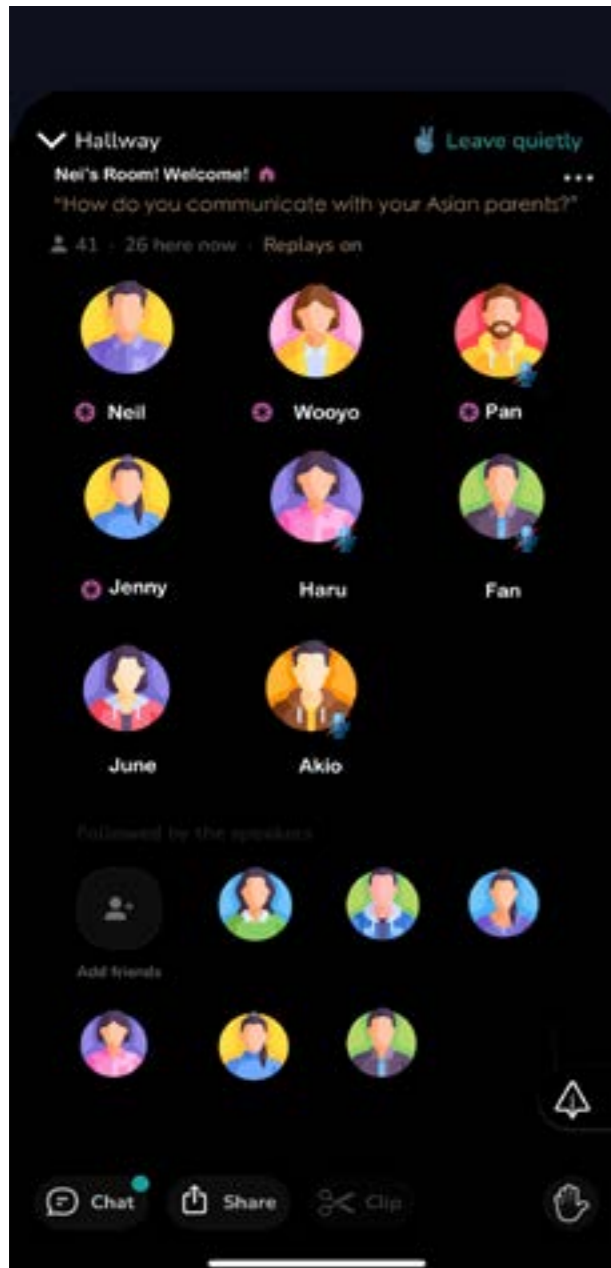 Hallway
Leave quietly
Nei's Room! Welcome!
"How do you communicate with your Asian parents?"
41 · 26 here now · Replays on
Neil Wooyo Pan
Jenny Haru Fan
June Akio
Followed by the speakers
Add friends
Chat Share Clip